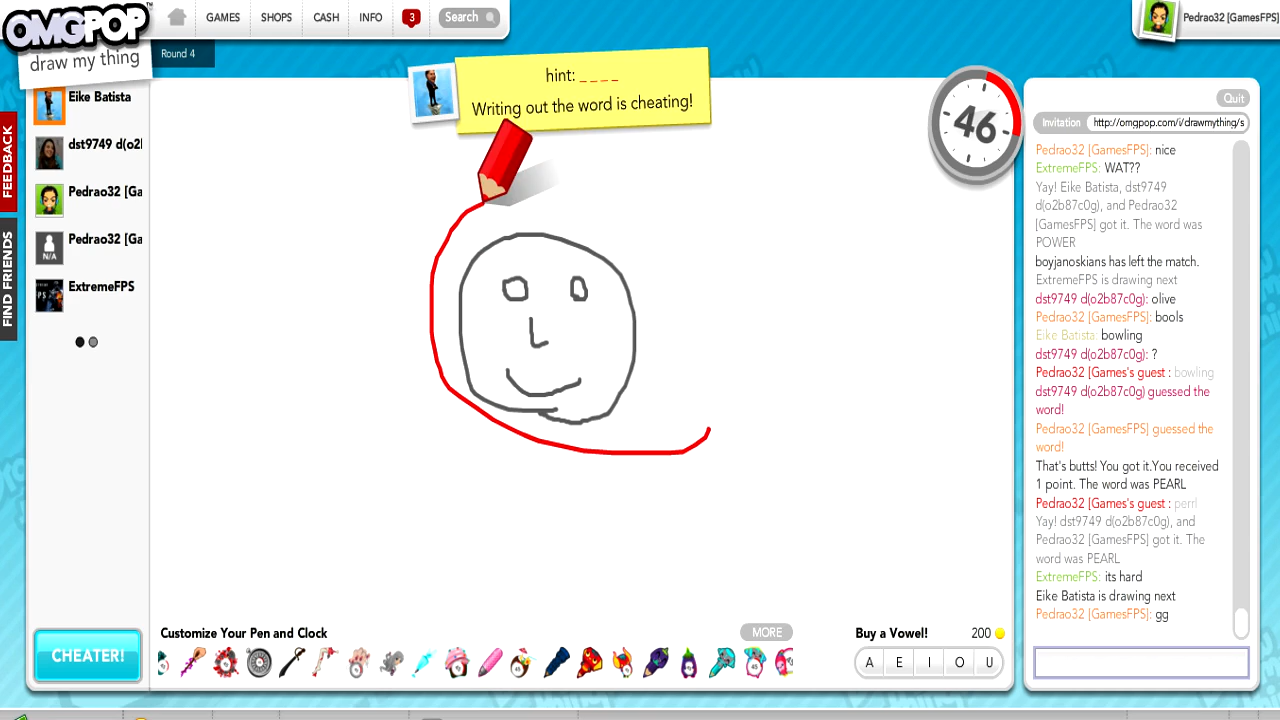 OMGPOP
GAMES SHOPS CASH INFO 3 Search
Pedrao32 [GamesFPS]
draw my thing
Round 4
FEEDBACK
FIND FRIENDS
Eike Batista
dst9749 d(o2l
Pedrao32 [Ga
N/A
Pedrao32 [Ga
ExtremeFPS
hint: _ _ _ _
Writing out the word is cheating!
46
Quit
Invitation http://omgpop.com/i/drawmything/s
Pedrao32 [GamesFPS]: nice
ExtremeFPS: WAT??
Yay! Eike Batista, dst9749
d(o2b87c0g), and Pedrao32
[GamesFPS] got it. The word was
POWER
boyjanoskians has left the match.
ExtremeFPS is drawing next
dst9749 d(o2b87c0g): olive
Pedrao32 [GamesFPS]: bools
Eike Batista: bowling
dst9749 d(o2b87c0g): ?
Pedrao32 [Games's guest : bowling
dst9749 d(o2b87c0g) guessed the
word!
Pedrao32 [GamesFPS] guessed the
word!
That's butts! You got it.You received
1 point. The word was PEARL
Pedrao32 [Games's guest : perrl
Yay! dst9749 d(o2b87c0g), and
Pedrao32 [GamesFPS] got it. The
word was PEARL
ExtremeFPS: its hard
Eike Batista is drawing next
Pedrao32 [GamesFPS]: gg
CHEATER!
Customize Your Pen and Clock
MORE
Buy a Vowel! 200
A E I O U